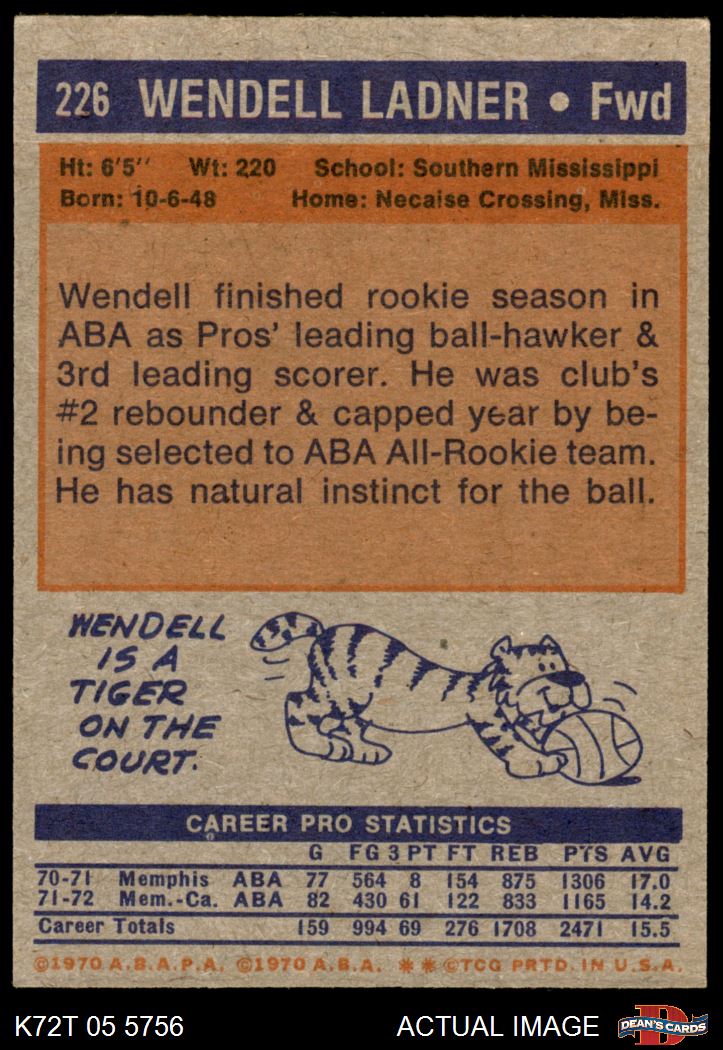 226 WENDELL LADNER • Fwd
Ht: 6'5'' Wt: 220 School: Southern Mississippi
Born: 10-6-48 Home: Necaise Crossing, Miss.
Wendell finished rookie season in
ABA as Pros' leading ball-hawker &
3rd leading scorer. He was club's
#2 rebounder & capped year by be-
ing selected to ABA All-Rookie team.
He has natural instinct for the ball.
WENDELL
IS A
TIGER
ON THE
COURT.
CAREER PRO STATISTICS
G FG 3 PT FT REB PTS AVG
70-71 Memphis ABA 77 564 8 154 875 1306 17.0
71-72 Mem.-Ca. ABA 82 430 61 122 833 1165 14.2
Career Totals 159 994 69 276 1708 2471 15.5
©1970 A.B.A.P.A. ©1970 A.B.A. ** ©TCG PRTD. IN U.S.A.
K72T 05 5756 ACTUAL IMAGE D DEAN'S CARDS